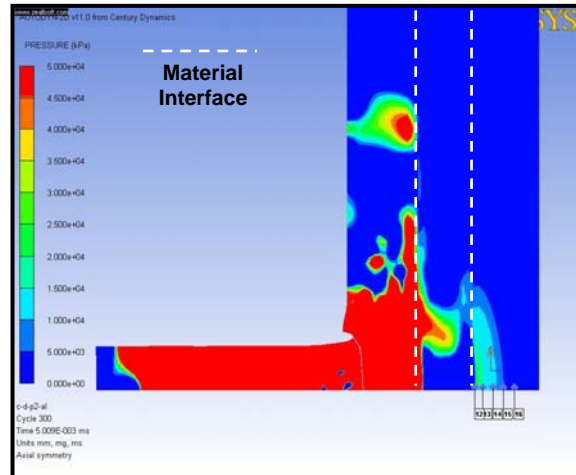 www.zealsoft.com
AUTODYN-2D v11.0 from Century Dynamics
SYS
PRESSURE (kPa)
5.000e+04
4.500e+04
4.000e+04
3.500e+04
3.000e+04
2.500e+04
2.000e+04
1.500e+04
1.000e+04
5.000e+03
0.000e+00
Material
Interface
12 13 14 15 16
c-d-p2-al
Cycle 300
Time 5.009E-003 ms
Units mm, mg, ms
Axial symmetry